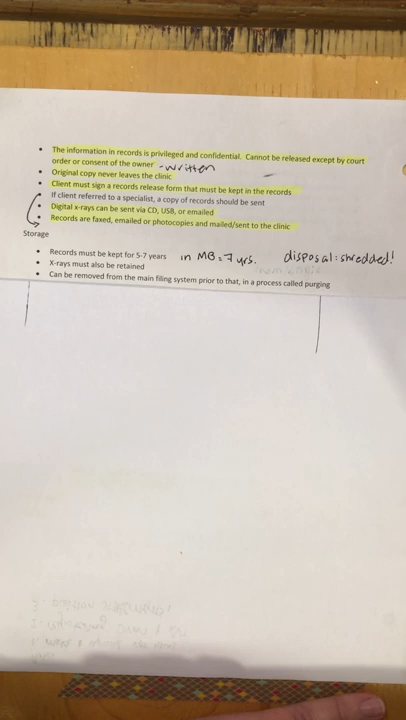 • The information in records is privileged and confidential. Cannot be released except by court
order or consent of the owner -written
• Original copy never leaves the clinic
• Client must sign a records release form that must be kept in the records
• If client referred to a specialist, a copy of records should be sent
• Digital x-rays can be sent via CD, USB, or emailed
• Records are faxed, emailed or photocopies and mailed/sent to the clinic
Storage
• Records must be kept for 5-7 years in MB = 7 yrs. disposal: shredded!
• X-rays must also be retained
• Can be removed from the main filing system prior to that, in a process called purging